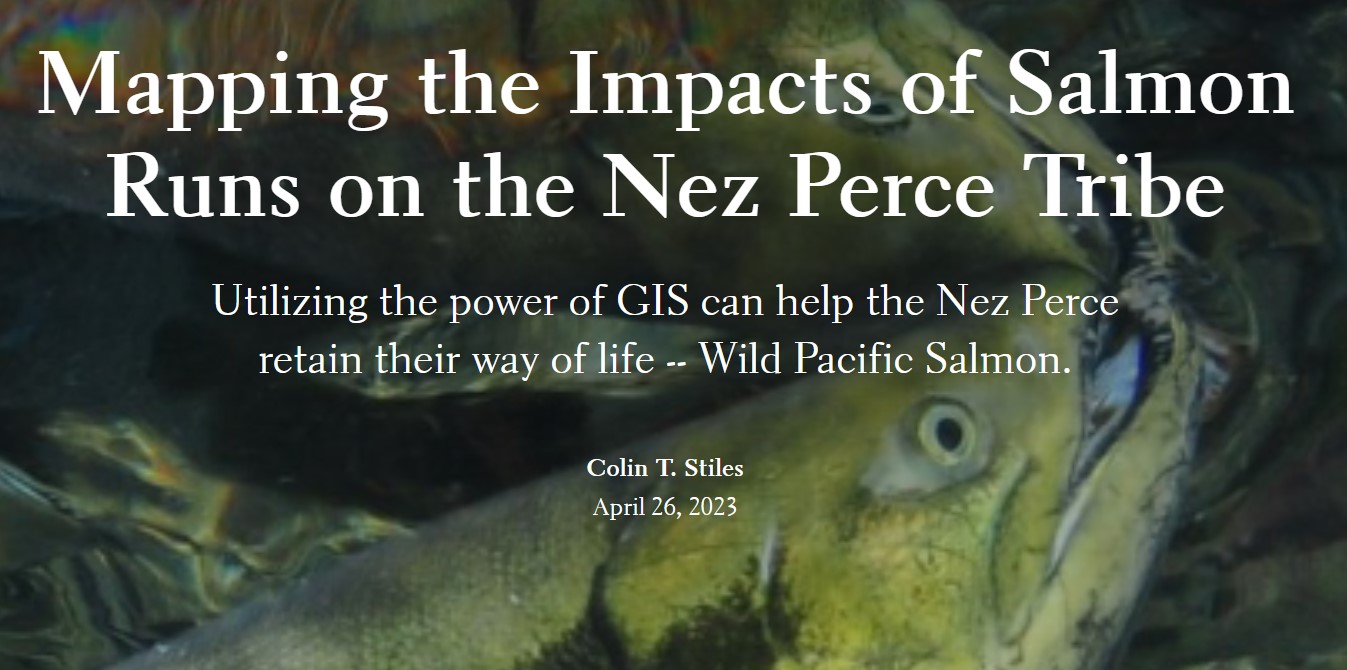 Mapping the Impacts of Salmon
Runs on the Nez Perce Tribe
Utilizing the power of GIS can help the Nez Perce
retain their way of life -- Wild Pacific Salmon.
Colin T. Stiles
April 26, 2023